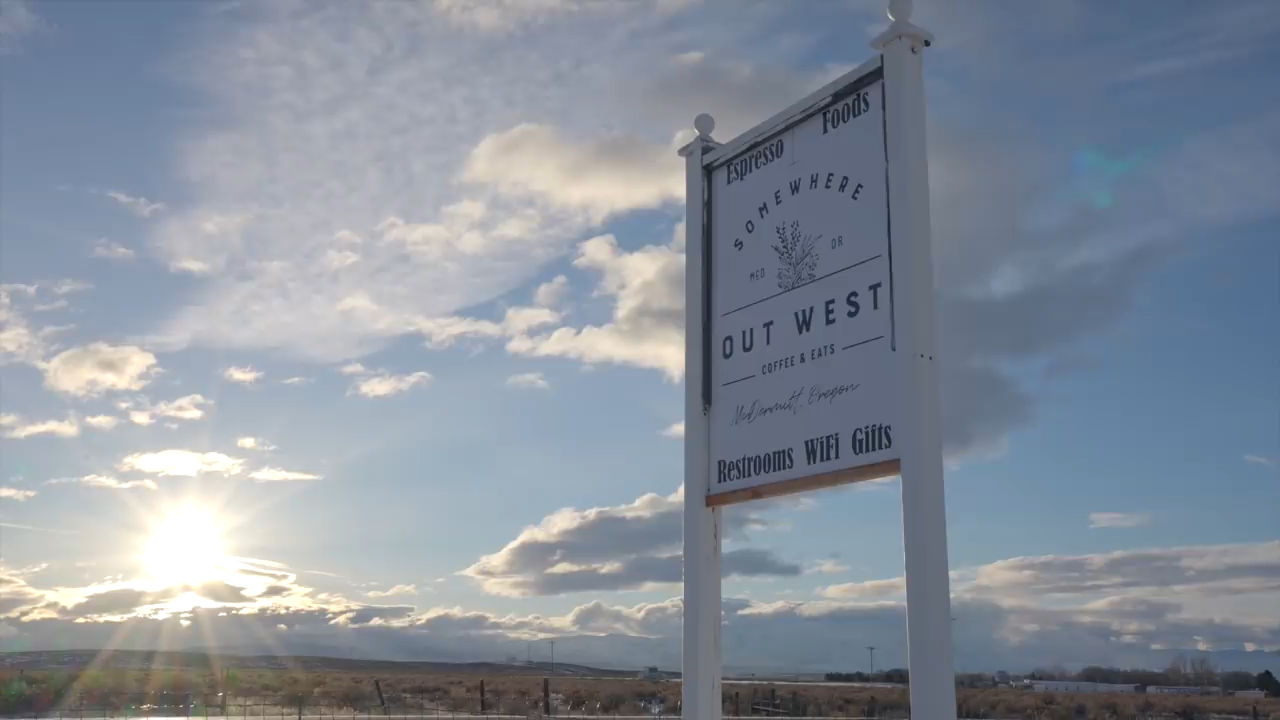 Espresso Foods
SOMEWHERE
MCD OR
OUT WEST
COFFEE & EATS
McDermitt, Oregon
Restrooms WiFi Gifts